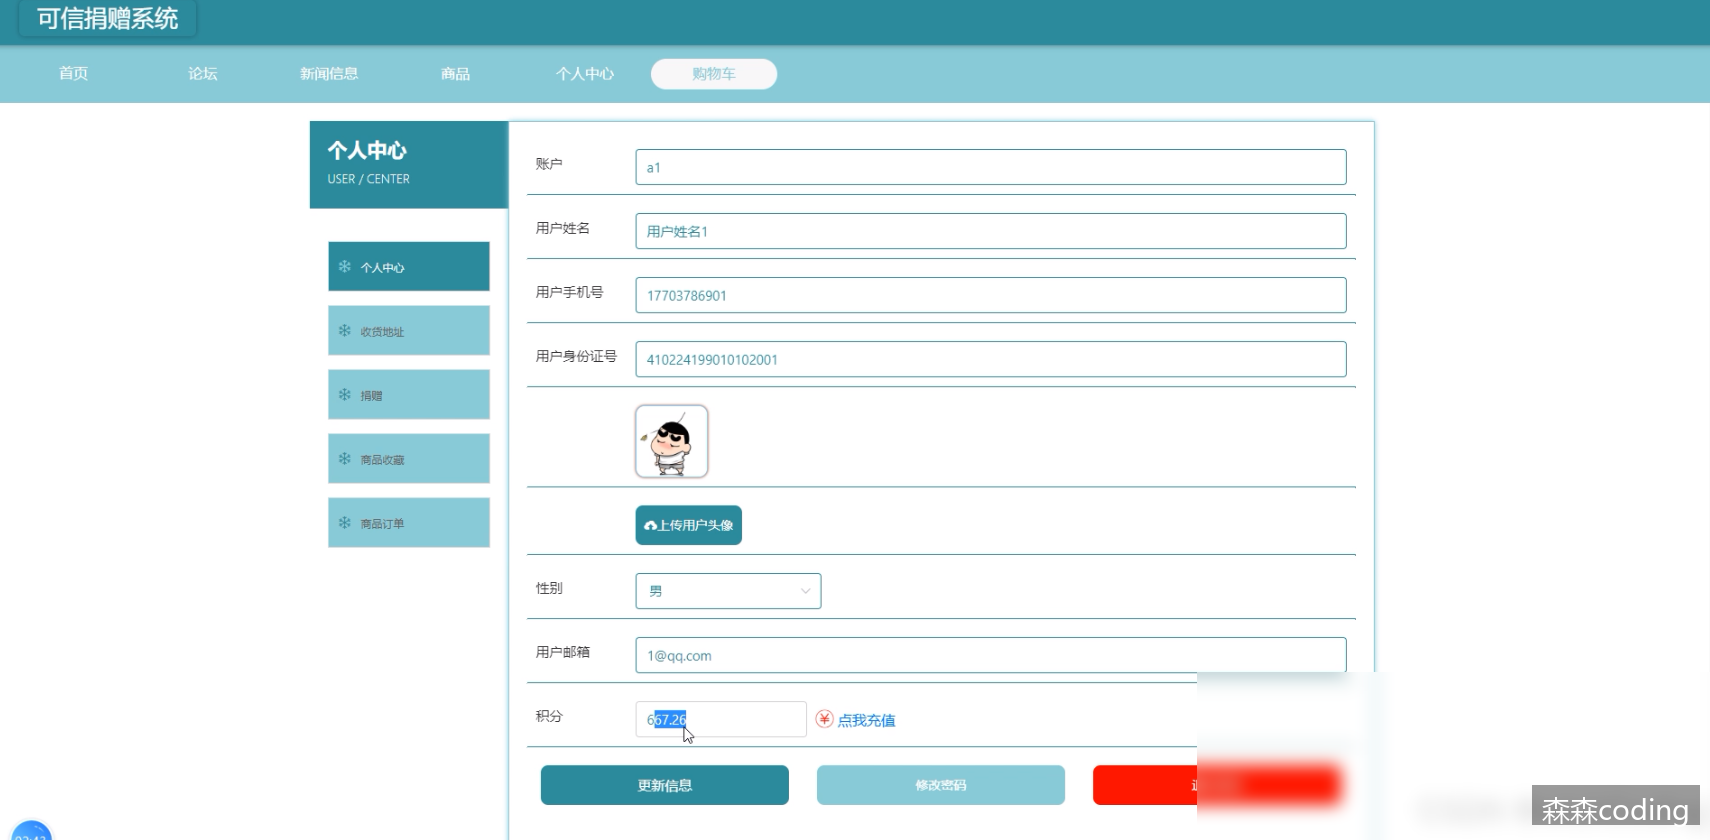 可信捐赠系统
首页 论坛 新闻信息 商品 个人中心 购物车
个人中心
USER / CENTER
个人中心
收货地址
捐赠
商品收藏
商品订单
账户 a1
用户姓名 用户姓名1
用户手机号 17703786901
用户身份证号 410224199010102001
上传用户头像
性别 男
用户邮箱 1@qq.com
积分 667.26 点我充值
更新信息 修改密码
森森coding